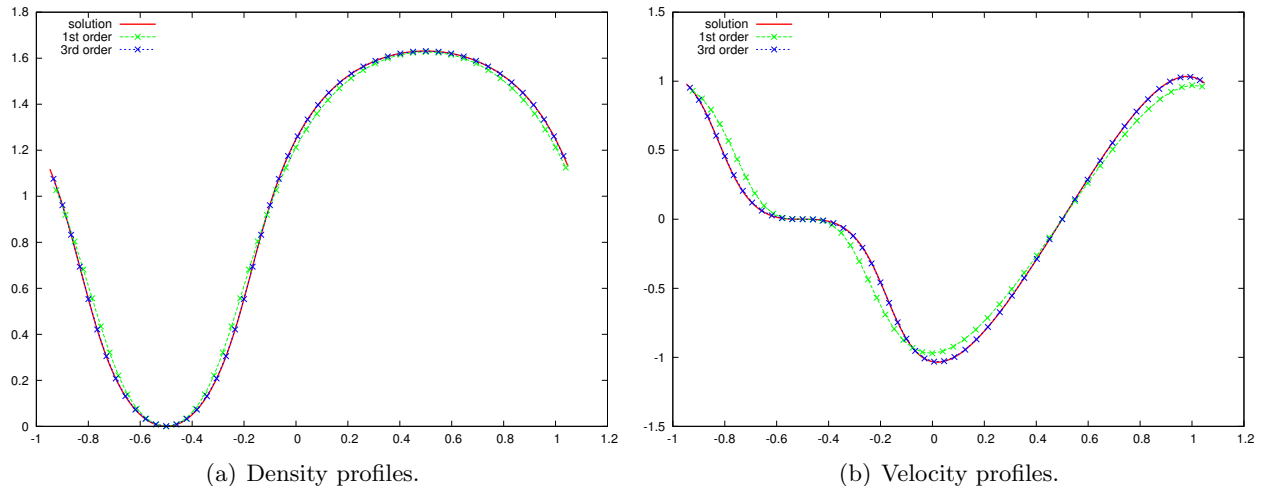 solution
1st order
3rd order
1.8
1.6
1.4
1.2
1
0.8
0.6
0.4
0.2
0
-1 -0.8 -0.6 -0.4 -0.2 0 0.2 0.4 0.6 0.8 1 1.2
(a) Density profiles.
solution
1st order
3rd order
1.5
1
0.5
0
-0.5
-1
-1.5
-1 -0.8 -0.6 -0.4 -0.2 0 0.2 0.4 0.6 0.8 1 1.2
(b) Velocity profiles.